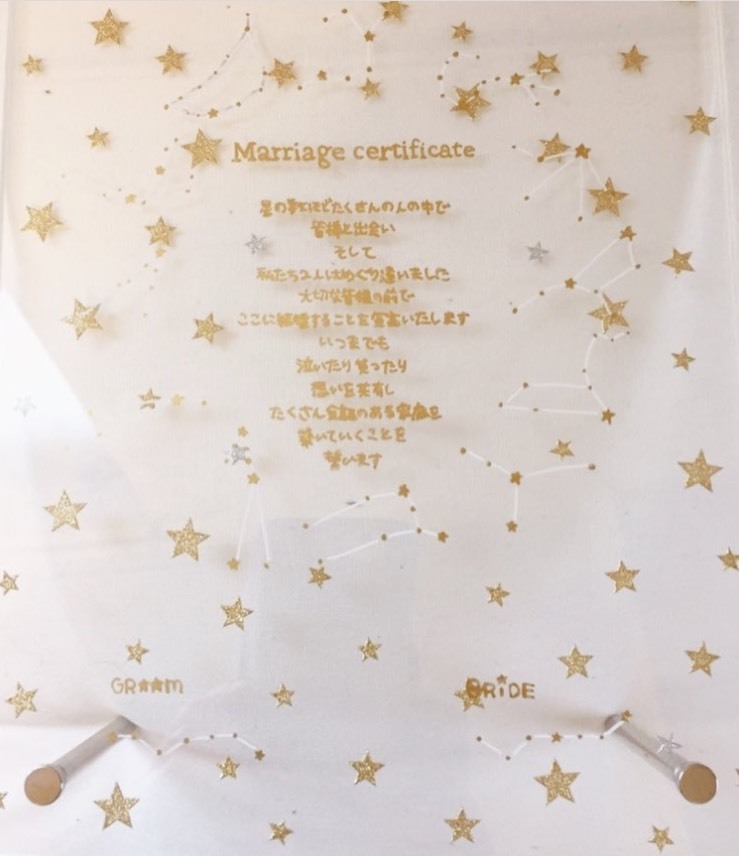 Marriage certificate
星の数ほどたくさんの人の中で
皆様と出会い
そして
私たち2人はめぐり逢いました
大切な皆様の前で
ここに結婚することを宣言いたします
いつまでも
泣いたり笑ったり
思いを共有し
たくさん会話のある家庭を
築いていくことを
誓います
GR★★M
BRiDE